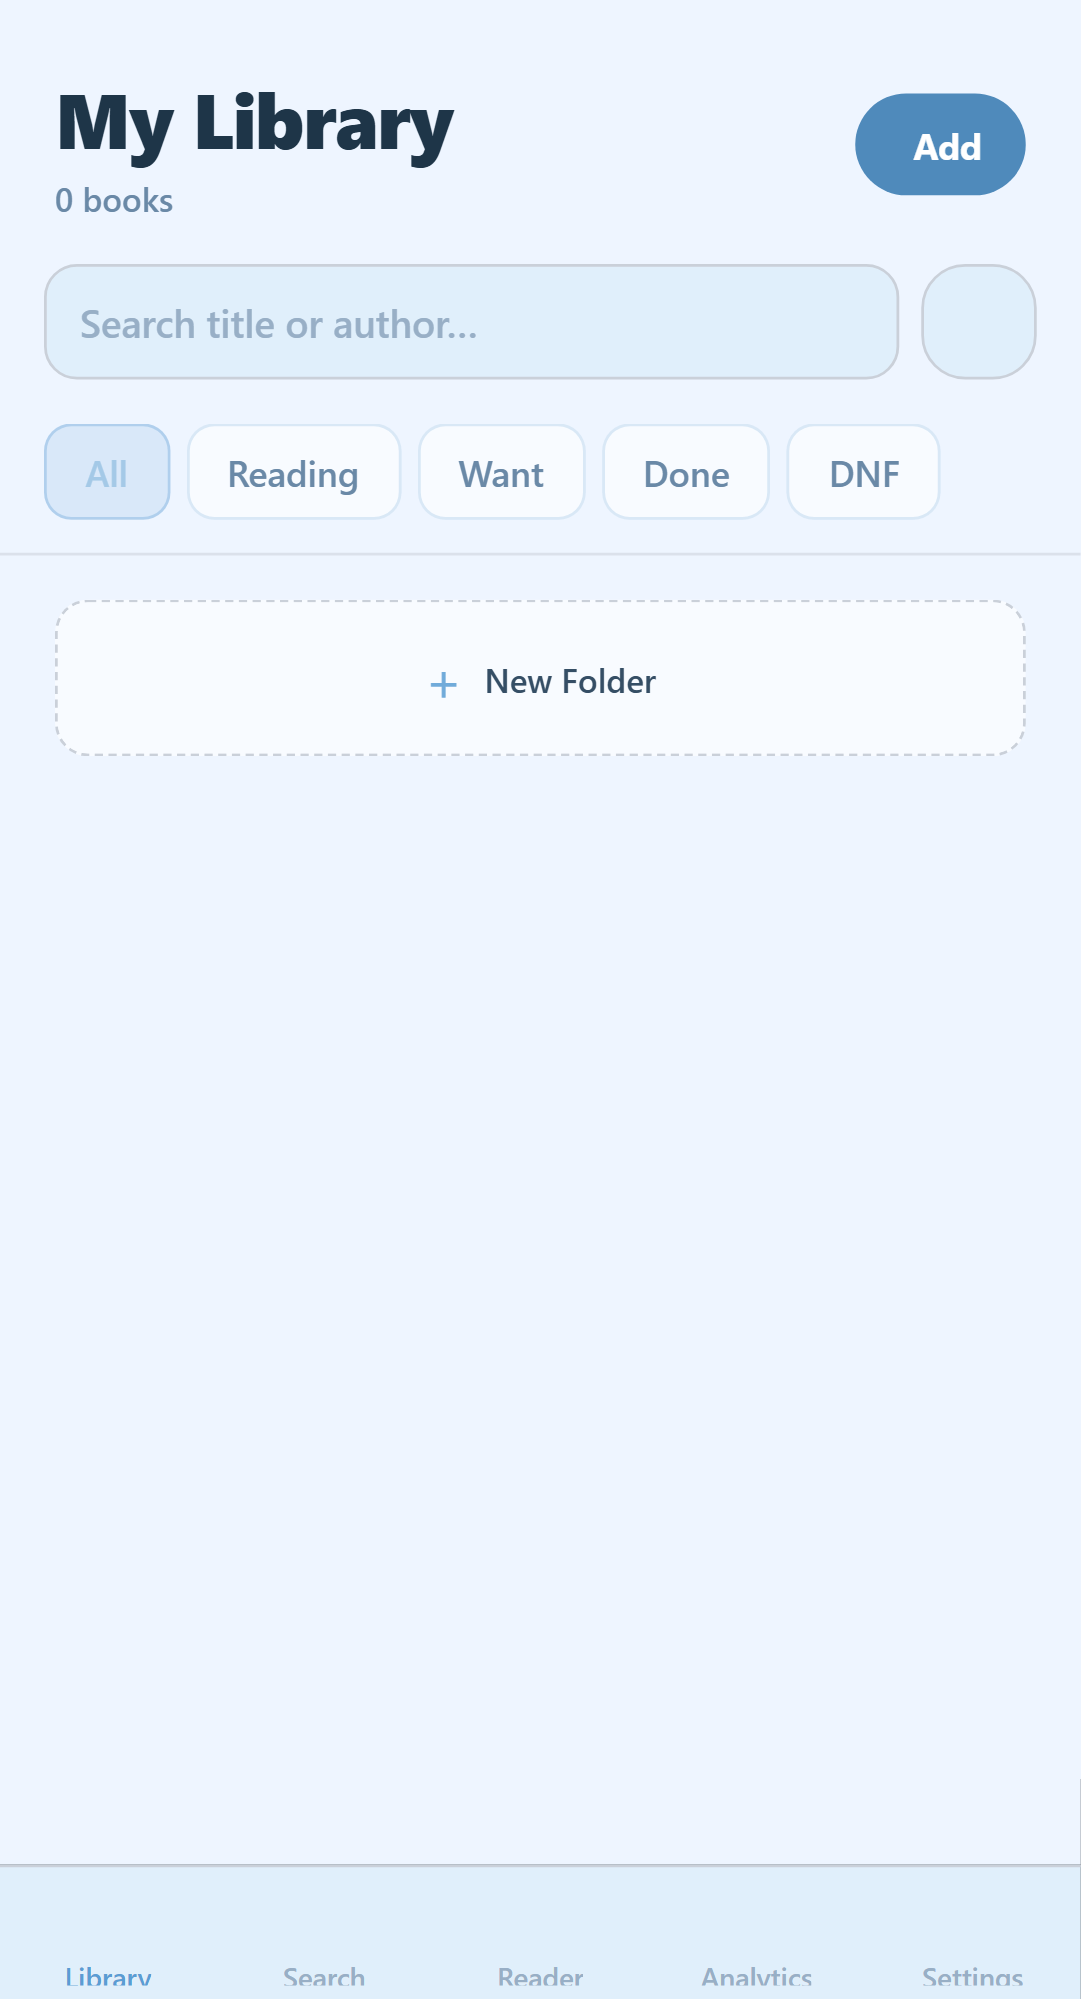 My Library
Add
0 books
Search title or author...
All
Reading
Want
Done
DNF
+ New Folder
Library
Search
Reader
Analytics
Settings